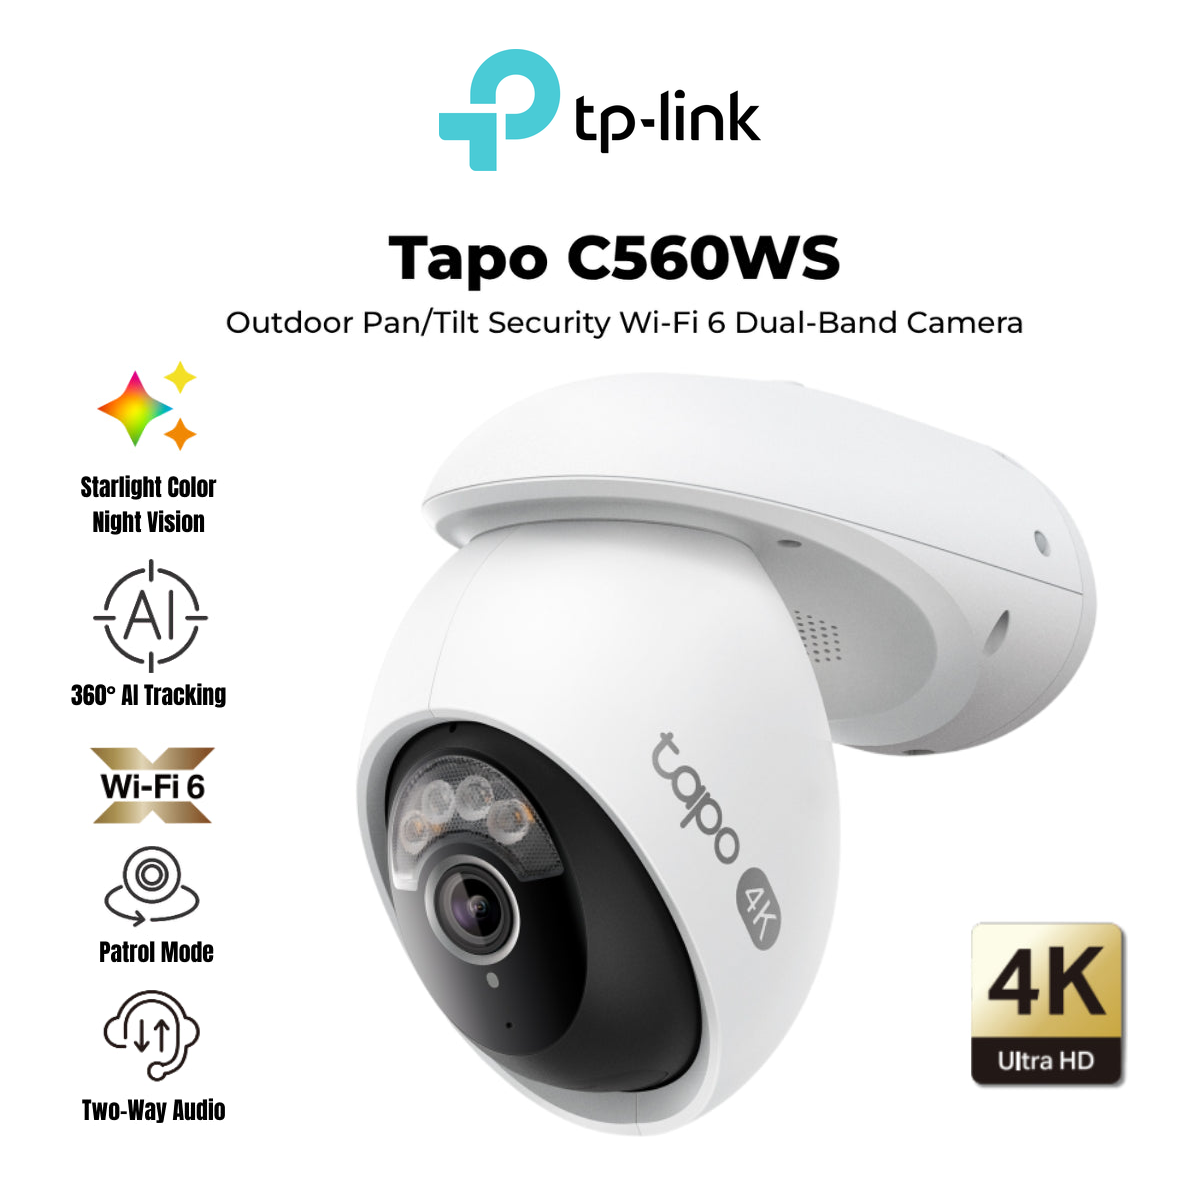 tp-link
Tapo C560WS
Outdoor Pan/Tilt Security Wi-Fi 6 Dual-Band Camera
Starlight Color
Night Vision
AI
360° AI Tracking
Wi-Fi 6
Patrol Mode
Two-Way Audio
tapo
4K
4K
Ultra HD